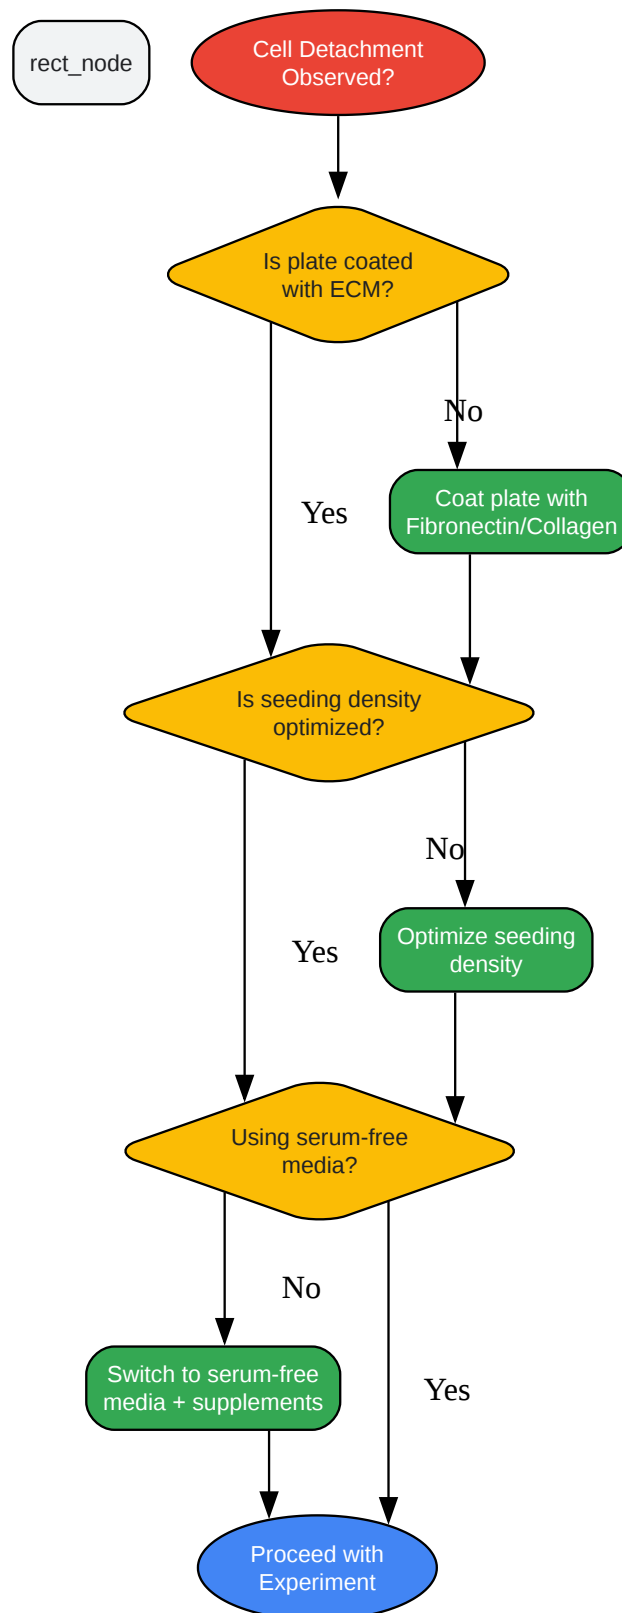 rect_node
Cell Detachment
Observed?
Is plate coated
with ECM?
No
Coat plate with
Fibronectin/Collagen
Yes
Is seeding density
optimized?
No
Optimize seeding
density
Yes
Using serum-free
media?
No
Switch to serum-free
media + supplements
Yes
Proceed with
Experiment